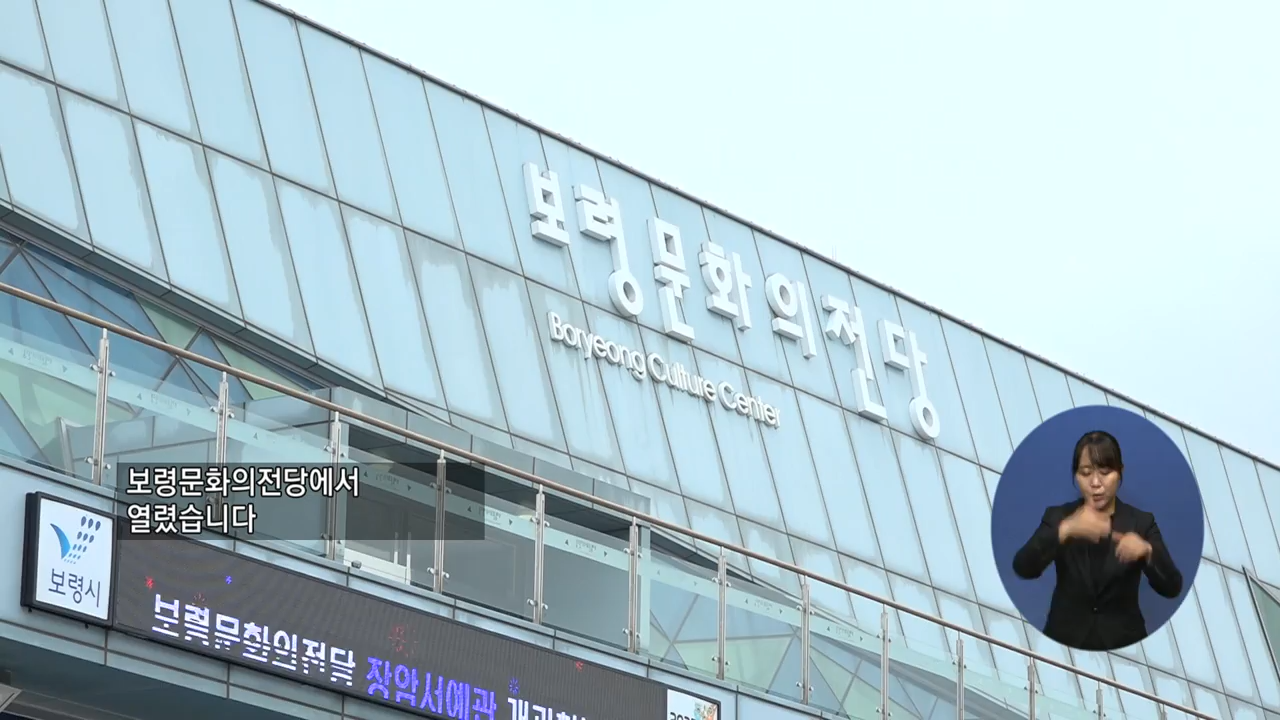 보령문화의전당
Boryeong Culture Center
보령문화의전당에서
열렸습니다
보령시
보령문화의전당 장암서예관